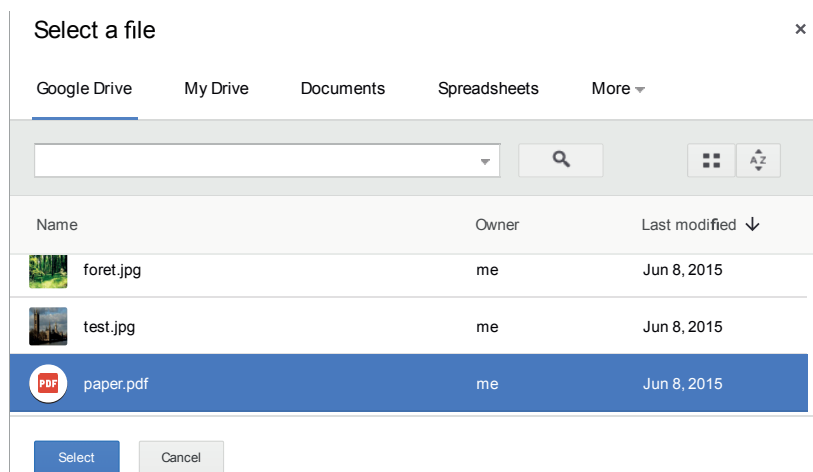 Select a file ×
Google Drive My Drive Documents Spreadsheets More
A Z
Name Owner Last modified
foret.jpg me Jun 8, 2015
test.jpg me Jun 8, 2015
PDF paper.pdf me Jun 8, 2015
Select Cancel